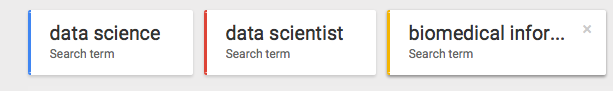 data science data scientist biomedical infor...
Search term Search term Search term